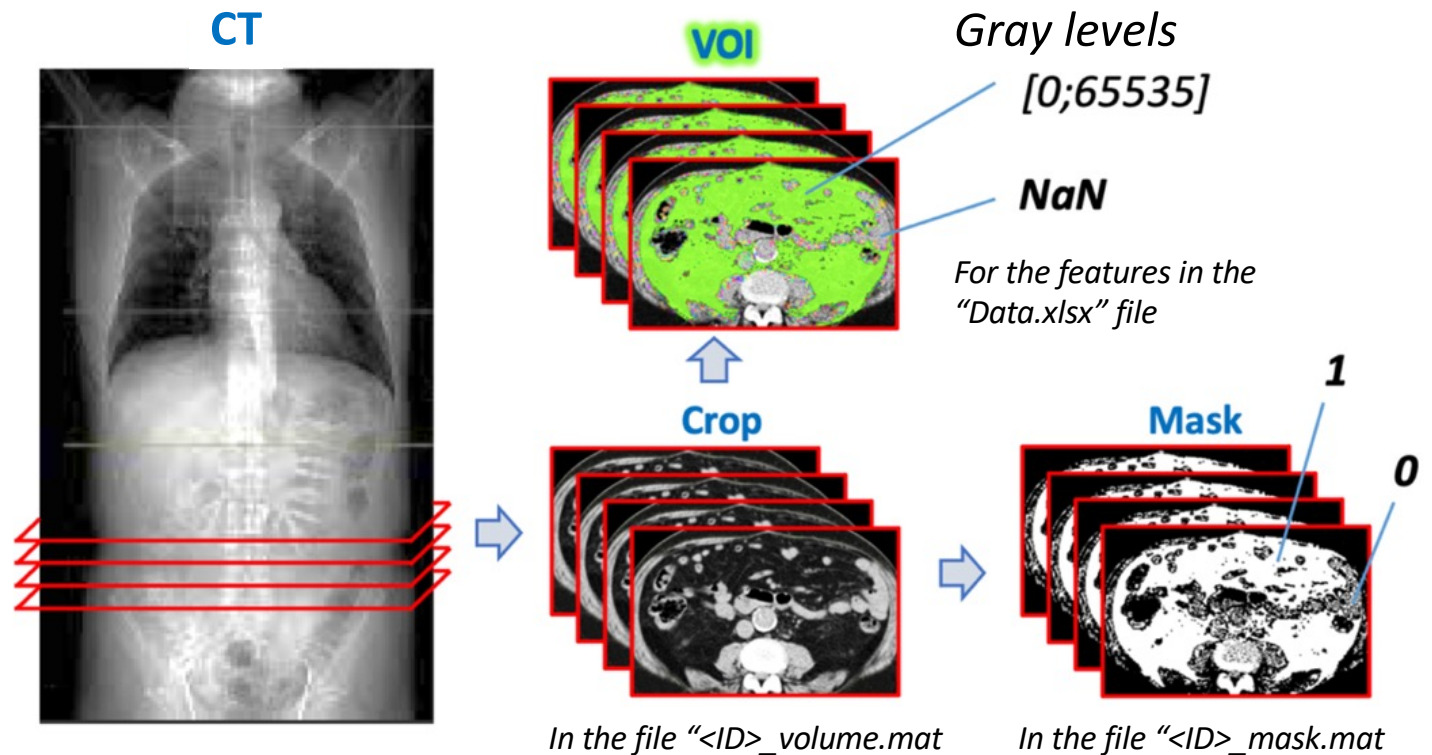 CT
VOI
Gray levels
[0;65535]
NaN
For the features in the
“Data.xlsx” file
Crop
Mask
1
0
In the file “<ID>_volume.mat
In the file “<ID>_mask.mat